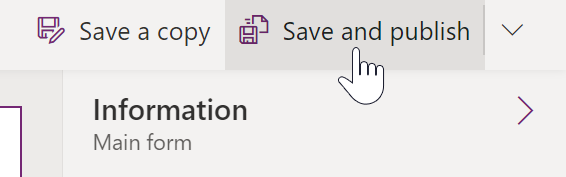 Save a copy Save and publish
Information
Main form